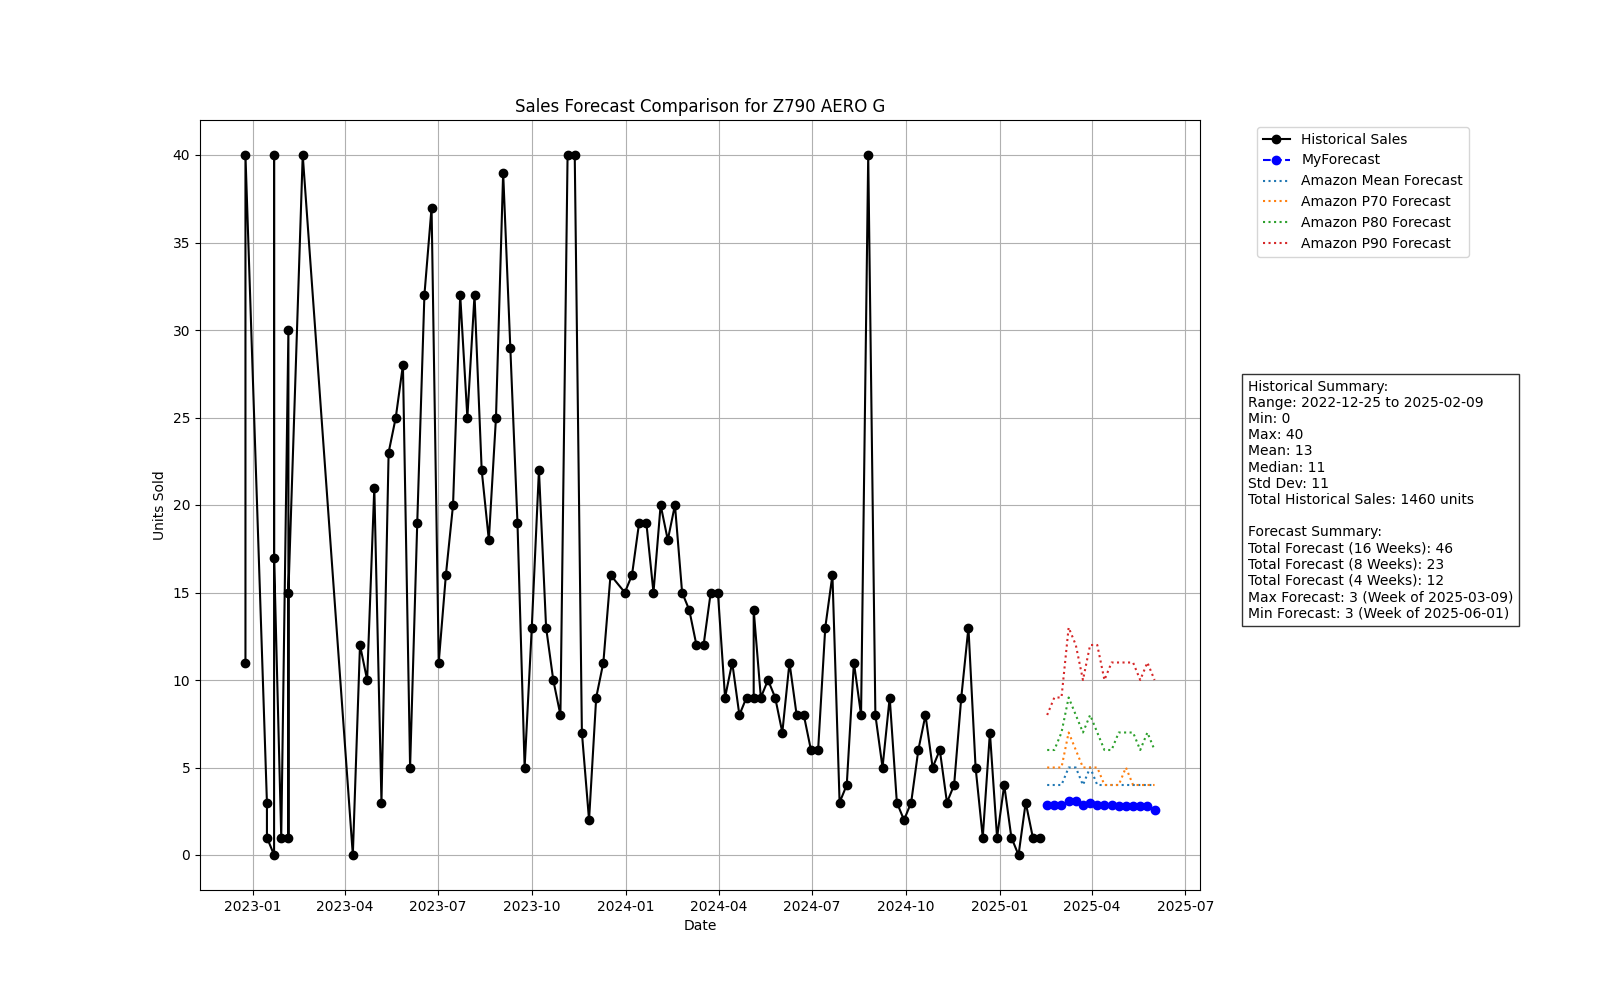 Sales Forecast Comparison for Z790 AERO G
Historical Sales
MyForecast
Amazon Mean Forecast
Amazon P70 Forecast
Amazon P80 Forecast
Amazon P90 Forecast
40
35
30
25
20
15
10
5
0
Units Sold
2023-01
2023-04
2023-07
2023-10
2024-01
2024-04
2024-07
2024-10
2025-01
2025-04
2025-07
Date
Historical Summary:
Range: 2022-12-25 to 2025-02-09
Min: 0
Max: 40
Mean: 13
Median: 11
Std Dev: 11
Total Historical Sales: 1460 units
Forecast Summary:
Total Forecast (16 Weeks): 46
Total Forecast (8 Weeks): 23
Total Forecast (4 Weeks): 12
Max Forecast: 3 (Week of 2025-03-09)
Min Forecast: 3 (Week of 2025-06-01)